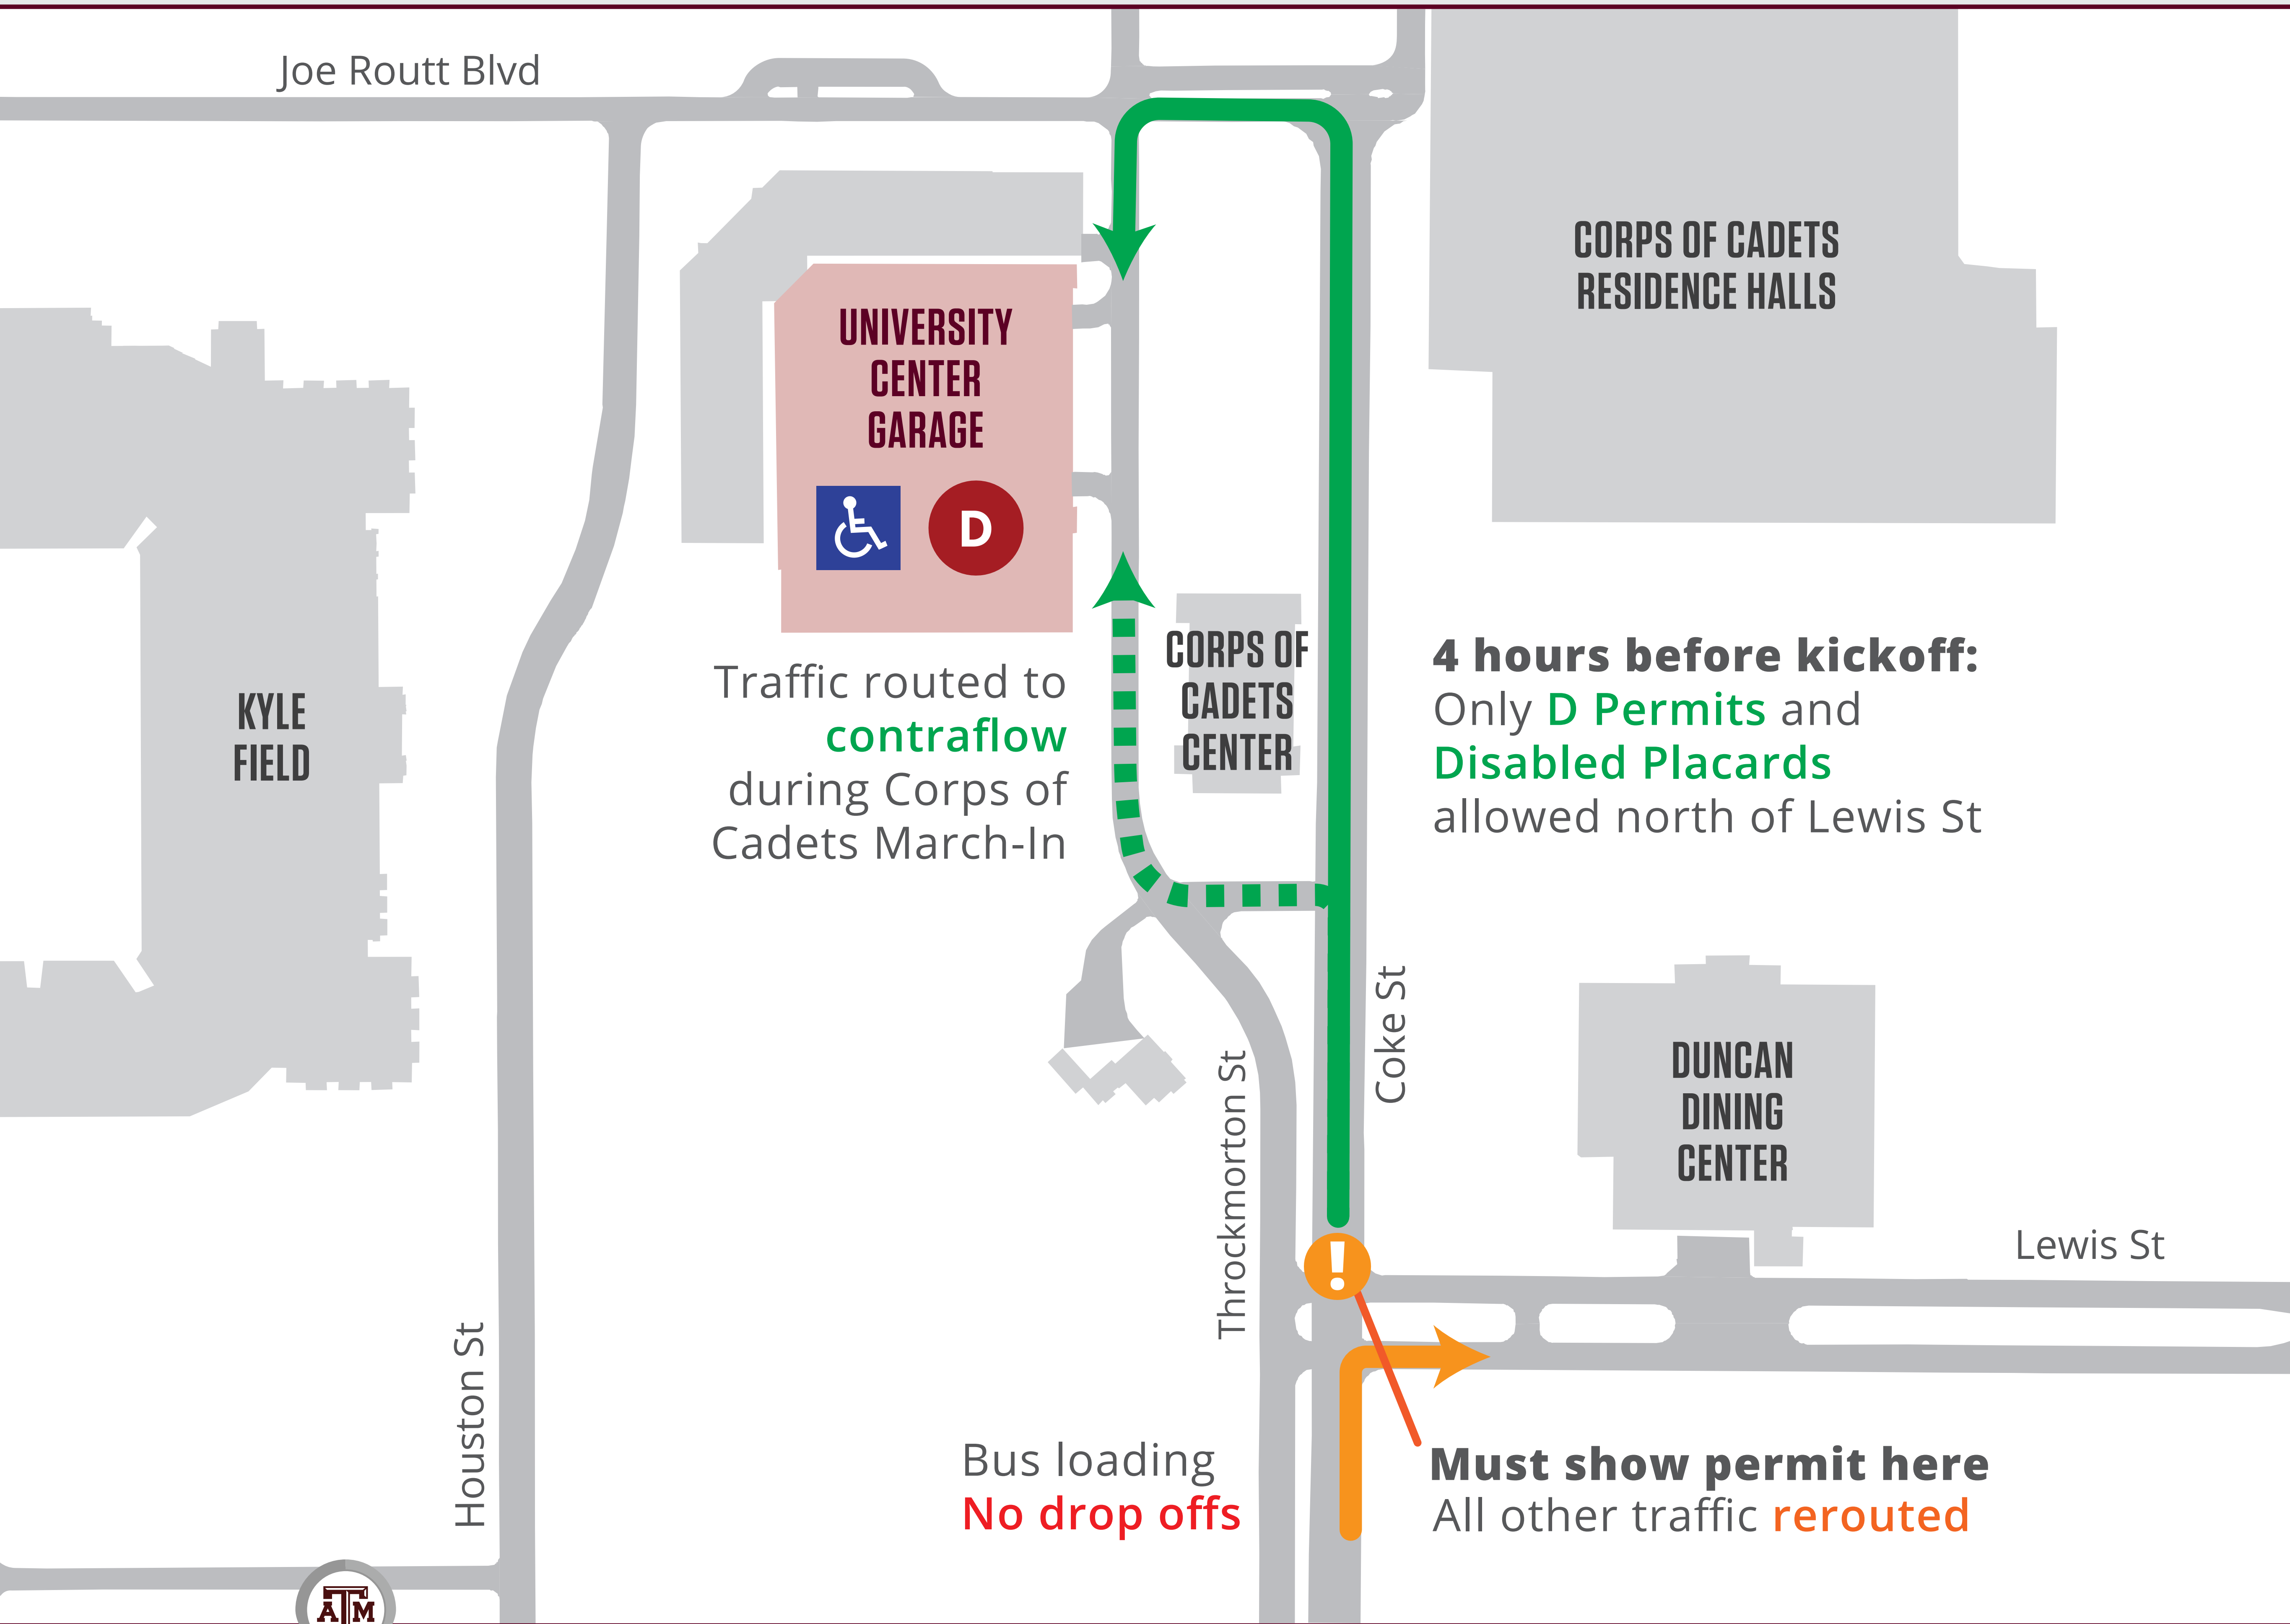 Joe Routt Blvd
CORPS OF CADETS
RESIDENCE HALLS
UNIVERSITY
CENTER
GARAGE
D
KYLE
FIELD
Traffic routed to
contraflow
during Corps of
Cadets March-In
CORPS OF
CADETS
CENTER
4 hours before kickoff:
Only D Permits and
Disabled Placards
allowed north of Lewis St
Coke St
Throckmorton St
DUNCAN
DINING
CENTER
Lewis St
!
Houston St
Bus loading
No drop offs
Must show permit here
All other traffic rerouted
ATM